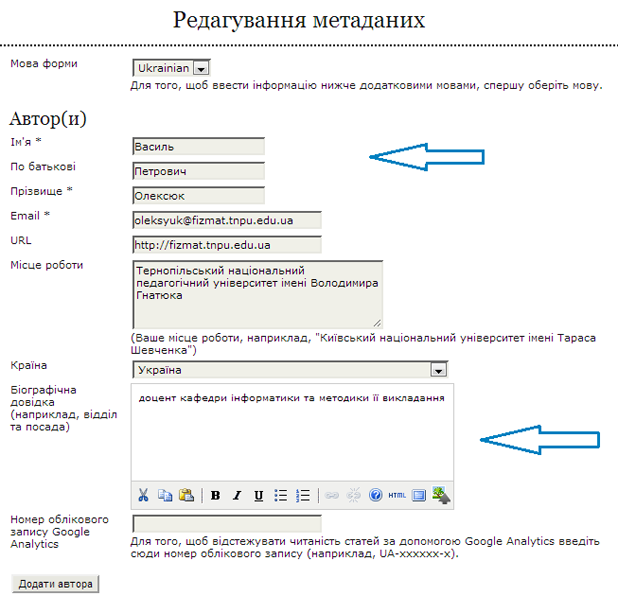 Редагування метаданих
Мова форми
Ukrainian
Для того, щоб ввести інформацію нижче додатковими мовами, спершу оберіть мову.
Автор(и)
Ім'я *
Василь
По батькові
Петрович
Прізвище *
Олексюк
Email *
oleksyuk@fizmat.tnpu.edu.ua
URL
http://fizmat.tnpu.edu.ua
Місце роботи
Тернопільський національний
педагогічний університет імені Володимира
Гнатюка
(Ваше місце роботи, наприклад, "Київський національний університет імені Тараса
Шевченка")
Країна
Україна
Біографічна
довідка
(наприклад, відділ
та посада)
доцент кафедри інформатики та методики її викладання
B I U HTML
Номер облікового
запису Google
Analytics
Для того, щоб відстежувати читаність статей за допомогою Google Analytics введіть
сюди номер облікового запису (наприклад, UA-xxxxxx-x).
Додати автора